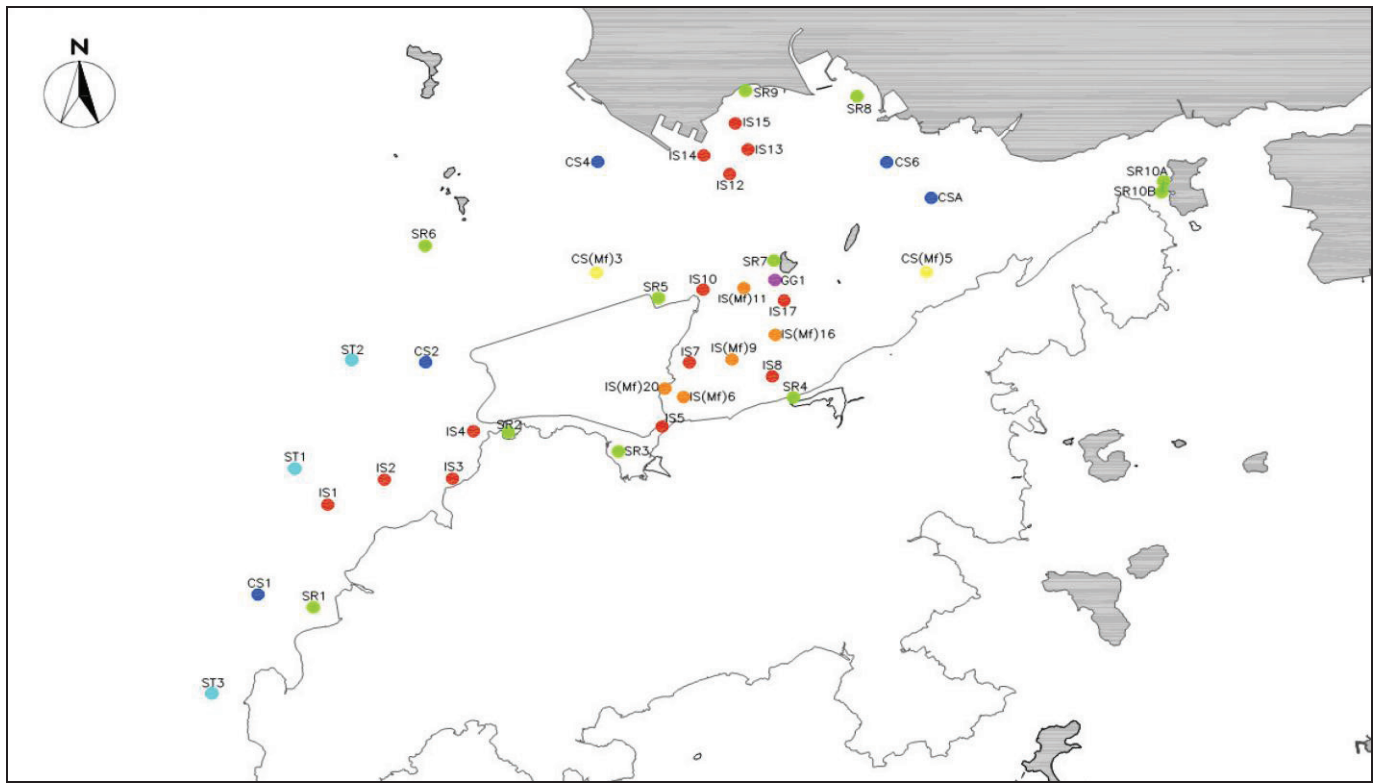 N
SR9
SR8
IS15
IS13
IS14
IS12
CS4
CS6
CSA
SR10A
SR10B
SR6
CS(Mf)3
SR7
CS(Mf)5
GG1
IS10
SR5
IS(Mf)11
IS17
IS(Mf)16
ST2
CS2
IS7
IS(Mf)9
IS8
IS(Mf)20
IS(Mf)6
SR4
IS5
IS4
SR2
SR3
ST1
IS2
IS3
IS1
CS1
SR1
ST3